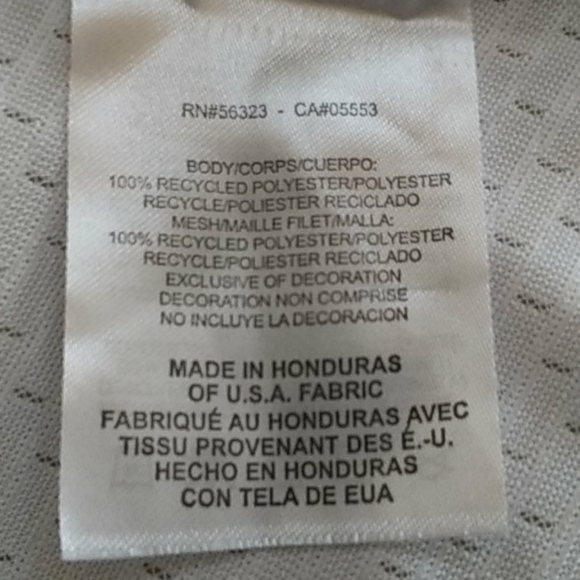 RN#56323 - CA#05553
BODY/CORPS/CUERPO:
100% RECYCLED POLYESTER/POLYESTER
RECYCLE/POLIESTER RECICLADO
MESH/MAILLE FILET/MALLA:
100% RECYCLED POLYESTER/POLYESTER
RECYCLE/POLIESTER RECICLADO
EXCLUSIVE OF DECORATION
DECORATION NON COMPRISE
NO INCLUYE LA DECORACION
MADE IN HONDURAS
OF U.S.A. FABRIC
FABRIQUÉ AU HONDURAS AVEC
TISSU PROVENANT DES É.-U.
HECHO EN HONDURAS
CON TELA DE EUA